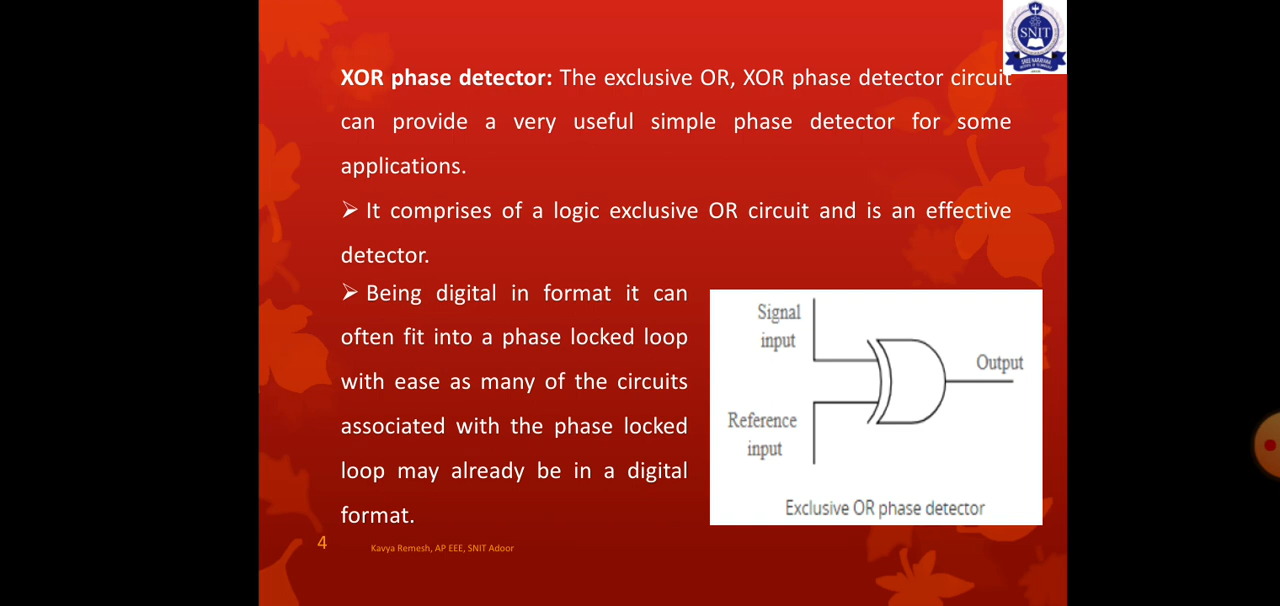 SNIT
XOR phase detector: The exclusive OR, XOR phase detector circuit
can provide a very useful simple phase detector for some
applications.
➢ It comprises of a logic exclusive OR circuit and is an effective
detector.
➢ Being digital in format it can
often fit into a phase locked loop
with ease as many of the circuits
associated with the phase locked
loop may already be in a digital
format.
Signal
input
Output
Reference
input
Exclusive OR phase detector
4
Kavya Remesh, AP EEE, SNIT Adoor